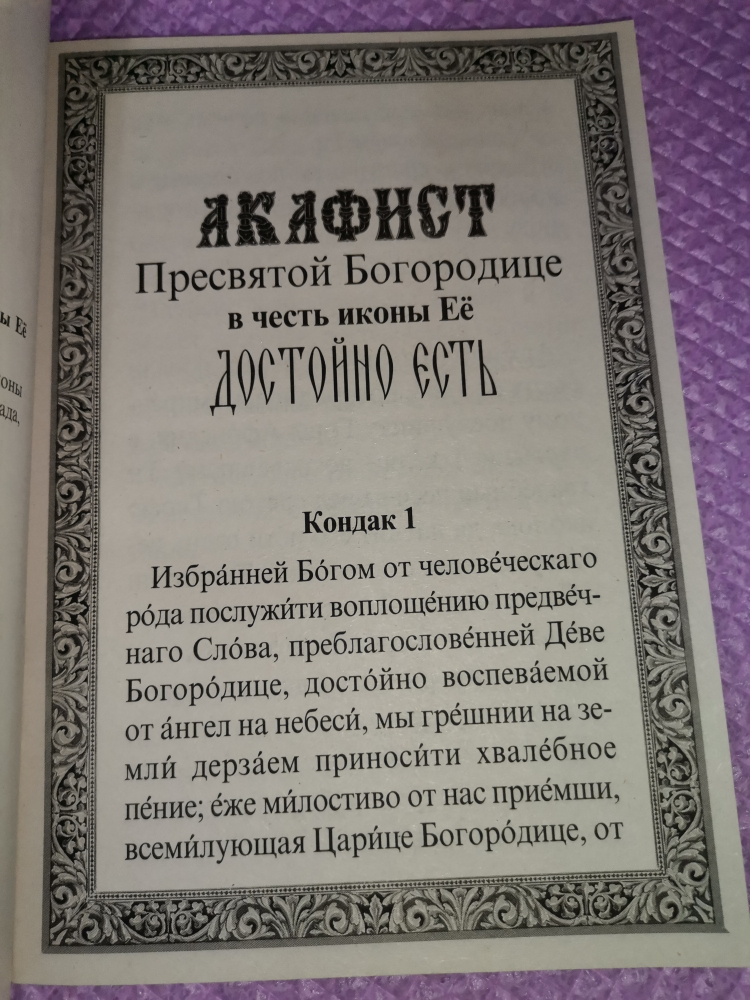 АКАФИСТ
Пресвятой Богородице
в честь иконы Её
ДОСТОЙНО ЕСТЬ
Кондак 1
Избра́нней Бо́гом от челове́ческаго
ро́да послужи́ти воплоще́нию предве́ч-
наго Сло́ва, преблагослове́нней Де́ве
Богоро́дице, досто́йно воспева́емой
от а́нгел на небеси́, мы гре́шнии на зе-
мли́ дерза́ем приноси́ти хвале́бное
пе́ние; е́же ми́лостиво от нас прие́мши,
всеми́лующая Цари́це Богоро́дице, от
ы Её